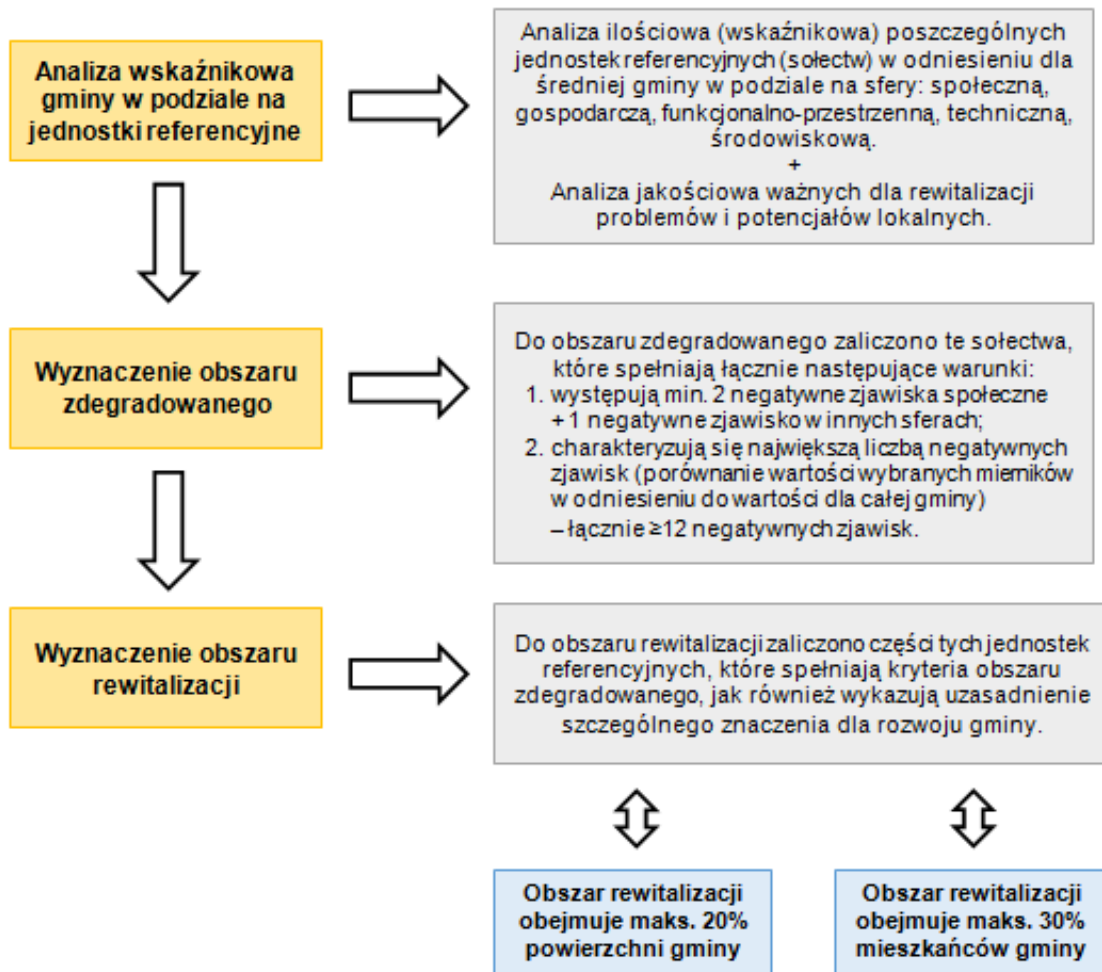 Analiza wskaźnikowa
gminy w podziale na
jednostki referencyjne
Analiza ilościowa (wskaźnikowa) poszczególnych
jednostek referencyjnych (sołectw) w odniesieniu dla
średniej gminy w podziale na sfery: społeczną,
gospodarczą, funkcjonalno-przestrzenną, techniczną,
środowiskową.
+
Analiza jakościowa ważnych dla rewitalizacji
problemów i potencjałów lokalnych.
Wyznaczenie obszaru
zdegradowanego
Do obszaru zdegradowanego zaliczono te sołectwa,
które spełniają łącznie następujące warunki:
1. występują min. 2 negatywne zjawiska społeczne
+ 1 negatywne zjawisko w innych sferach;
2. charakteryzują się największą liczbą negatywnych
zjawisk (porównanie wartości wybranych mierników
w odniesieniu do wartości dla całej gminy)
– łącznie ≥12 negatywnych zjawisk.
Wyznaczenie obszaru
rewitalizacji
Do obszaru rewitalizacji zaliczono części tych jednostek
referencyjnych, które spełniają kryteria obszaru
zdegradowanego, jak również wykazują uzasadnienie
szczególnego znaczenia dla rozwoju gminy.
Obszar rewitalizacji
obejmuje maks. 20%
powierzchni gminy
Obszar rewitalizacji
obejmuje maks. 30%
mieszkańców gminy